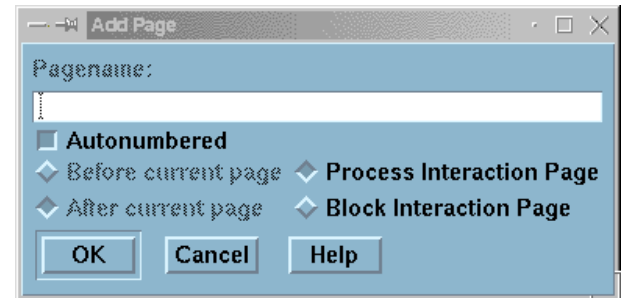 Add Page
Pagename:
Autonumbered
Before current page Process Interaction Page
After current page Block Interaction Page
OK Cancel Help